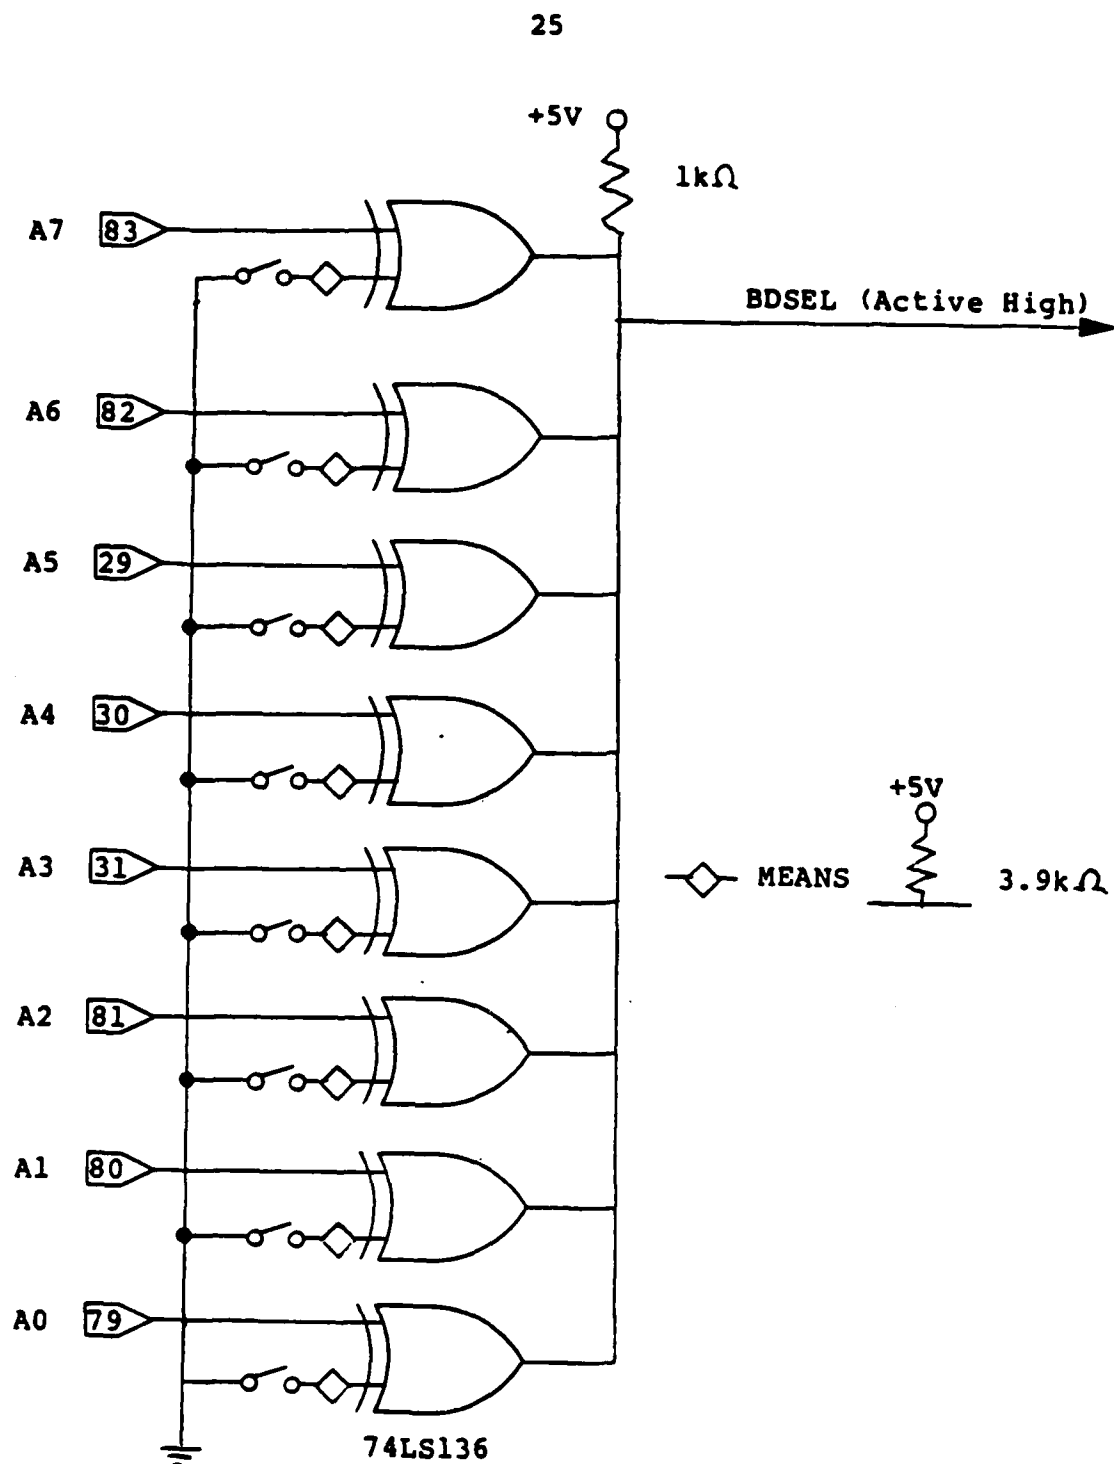 25
+5V
1kΩ
A7 83
BDSEL (Active High)
A6 82
A5 29
A4 30
+5V
A3 31
MEANS 3.9kΩ
A2 81
A1 80
A0 79
74LS136